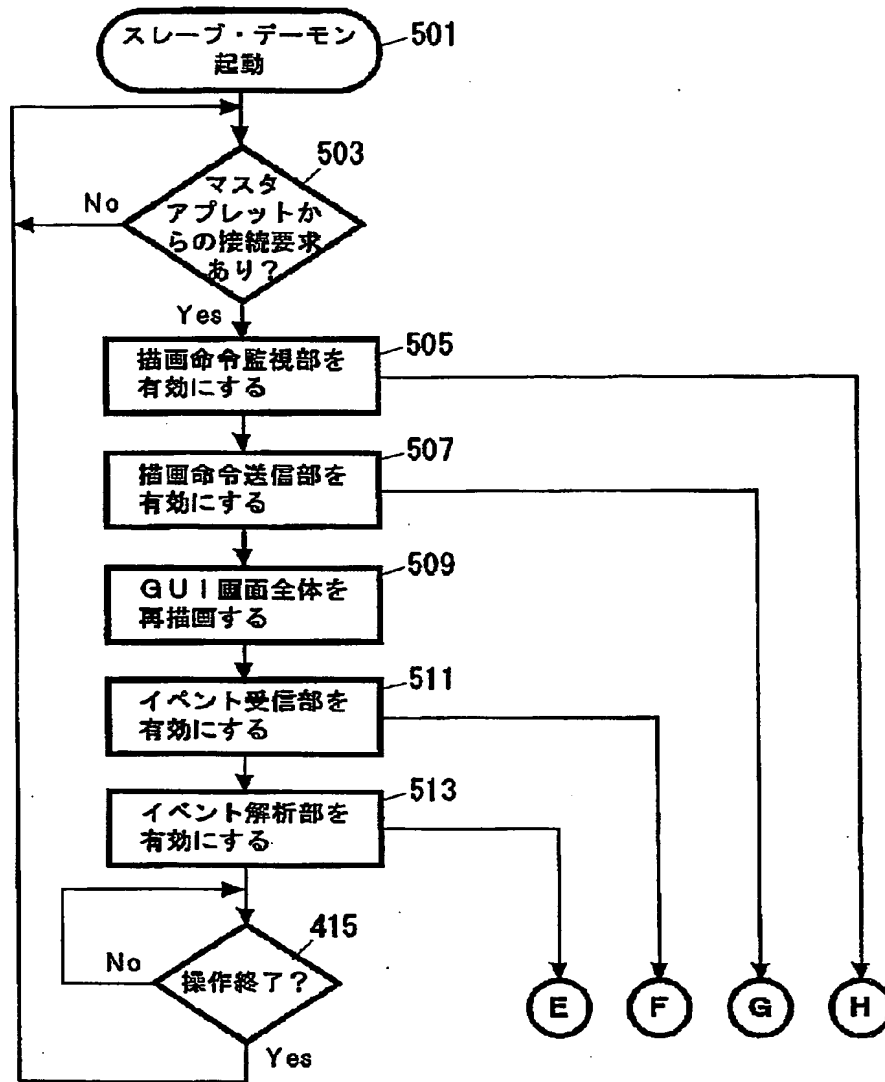 スレーブ・デーモン
起動
501
503
マスタ
アプレットか
らの接続要求
あり?
No
Yes
描画命令監視部を
有効にする
505
描画命令送信部を
有効にする
507
GUI画面全体を
再描画する
509
イベント受信部を
有効にする
511
イベント解析部を
有効にする
513
415
操作終了?
No
Yes
E F G H